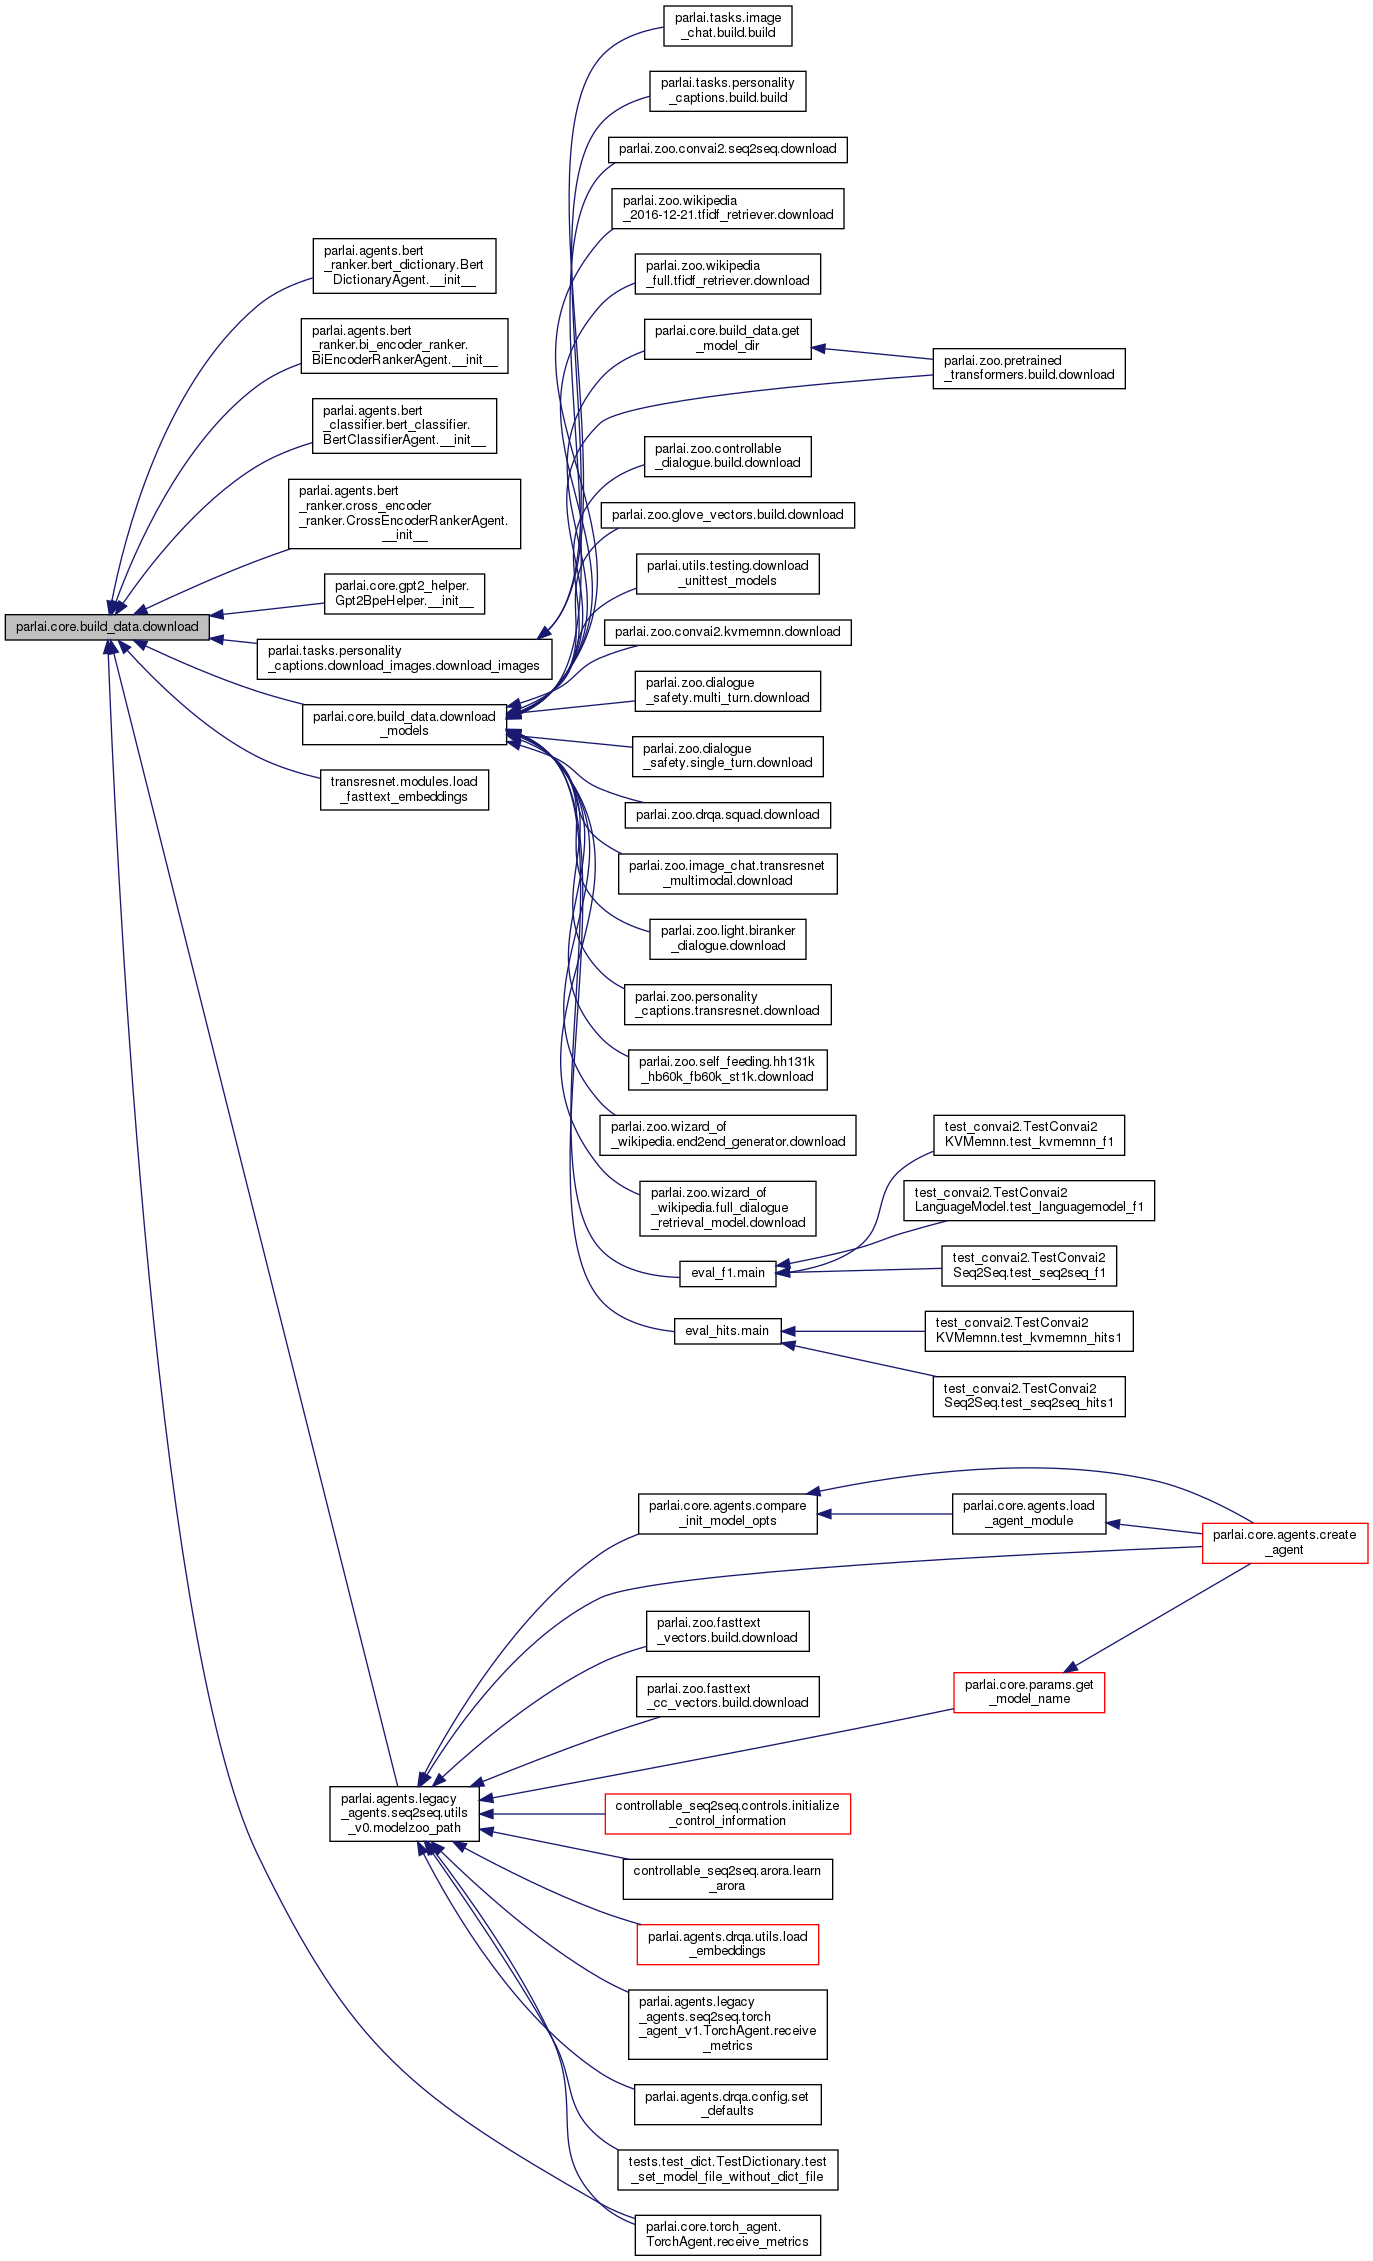 parlai.core.build_data.download
parlai.agents.bert
_ranker.bert_dictionary.Bert
DictionaryAgent.__init__
parlai.agents.bert
_ranker.bi_encoder_ranker.
BiEncoderRankerAgent.__init__
parlai.agents.bert
_classifier.bert_classifier.
BertClassifierAgent.__init__
parlai.agents.bert
_ranker.cross_encoder
_ranker.CrossEncoderRankerAgent.
__init__
parlai.core.gpt2_helper.
Gpt2BpeHelper.__init__
parlai.tasks.personality
_captions.download_images.download_images
parlai.core.build_data.download
_models
transresnet.modules.load
_fasttext_embeddings
parlai.agents.legacy
_agents.seq2seq.utils
_v0.modelzoo_path
parlai.tasks.image
_chat.build.build
parlai.tasks.personality
_captions.build.build
parlai.zoo.convai2.seq2seq.download
parlai.zoo.wikipedia
_2016-12-21.tfidf_retriever.download
parlai.zoo.wikipedia
_full.tfidf_retriever.download
parlai.core.build_data.get
_model_dir
parlai.zoo.pretrained
_transformers.build.download
parlai.zoo.controllable
_dialogue.build.download
parlai.zoo.glove_vectors.build.download
parlai.utils.testing.download
_unittest_models
parlai.zoo.convai2.kvmemnn.download
parlai.zoo.dialogue
_safety.multi_turn.download
parlai.zoo.dialogue
_safety.single_turn.download
parlai.zoo.drqa.squad.download
parlai.zoo.image_chat.transresnet
_multimodal.download
parlai.zoo.light.biranker
_dialogue.download
parlai.zoo.personality
_captions.transresnet.download
parlai.zoo.self_feeding.hh131k
_hb60k_fb60k_st1k.download
parlai.zoo.wizard_of
_wikipedia.end2end_generator.download
parlai.zoo.wizard_of
_wikipedia.full_dialogue
_retrieval_model.download
eval_f1.main
eval_hits.main
test_convai2.TestConvai2
KVMemnn.test_kvmemnn_f1
test_convai2.TestConvai2
LanguageModel.test_languagemodel_f1
test_convai2.TestConvai2
Seq2Seq.test_seq2seq_f1
test_convai2.TestConvai2
KVMemnn.test_kvmemnn_hits1
test_convai2.TestConvai2
Seq2Seq.test_seq2seq_hits1
parlai.core.agents.compare
_init_model_opts
parlai.core.agents.load
_agent_module
parlai.core.agents.create
_agent
parlai.zoo.fasttext
_vectors.build.download
parlai.zoo.fasttext
_cc_vectors.build.download
parlai.core.params.get
_model_name
controllable_seq2seq.controls.initialize
_control_information
controllable_seq2seq.arora.learn
_arora
parlai.agents.drqa.utils.load
_embeddings
parlai.agents.legacy
_agents.seq2seq.torch
_agent_v1.TorchAgent.receive
_metrics
parlai.agents.drqa.config.set
_defaults
tests.test_dict.TestDictionary.test
_set_model_file_without_dict_file
parlai.core.torch_agent.
TorchAgent.receive_metrics